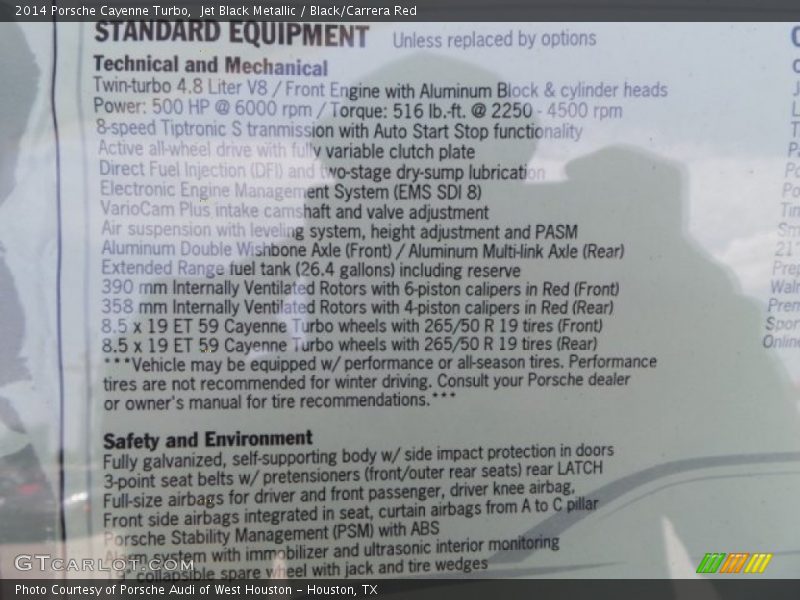 2014 Porsche Cayenne Turbo, Jet Black Metallic / Black/Carrera Red
STANDARD EQUIPMENT Unless replaced by options
Technical and Mechanical
Twin-turbo 4.8 Liter V8 / Front Engine with Aluminum Block & cylinder heads
Power: 500 HP @ 6000 rpm / Torque: 516 lb.-ft. @ 2250 - 4500 rpm
8-speed Tiptronic S tranmission with Auto Start Stop functionality
Active all-wheel drive with fully variable clutch plate
Direct Fuel Injection (DFI) and two-stage dry-sump lubrication
Electronic Engine Management System (EMS SDI 8)
VarioCam Plus intake camshaft and valve adjustment
Air suspension with leveling system, height adjustment and PASM
Aluminum Double Wishbone Axle (Front) / Aluminum Multi-link Axle (Rear)
Extended Range fuel tank (26.4 gallons) including reserve
390 mm Internally Ventilated Rotors with 6-piston calipers in Red (Front)
358 mm Internally Ventilated Rotors with 4-piston calipers in Red (Rear)
8.5 x 19 ET 59 Cayenne Turbo wheels with 265/50 R 19 tires (Front)
8.5 x 19 ET 59 Cayenne Turbo wheels with 265/50 R 19 tires (Rear)
***Vehicle may be equipped w/ performance or all-season tires. Performance
tires are not recommended for winter driving. Consult your Porsche dealer
or owner's manual for tire recommendations.***
Safety and Environment
Fully galvanized, self-supporting body w/ side impact protection in doors
3-point seat belts w/ pretensioners (front/outer rear seats) rear LATCH
Full-size airbags for driver and front passenger, driver knee airbag,
Front side airbags integrated in seat, curtain airbags from A to C pillar
Porsche Stability Management (PSM) with ABS
Alarm system with immobilizer and ultrasonic interior monitoring
collapsible spare wheel with jack and tire wedges
GTCarLot.com
Photo Courtesy of Porsche Audi of West Houston - Houston, TX